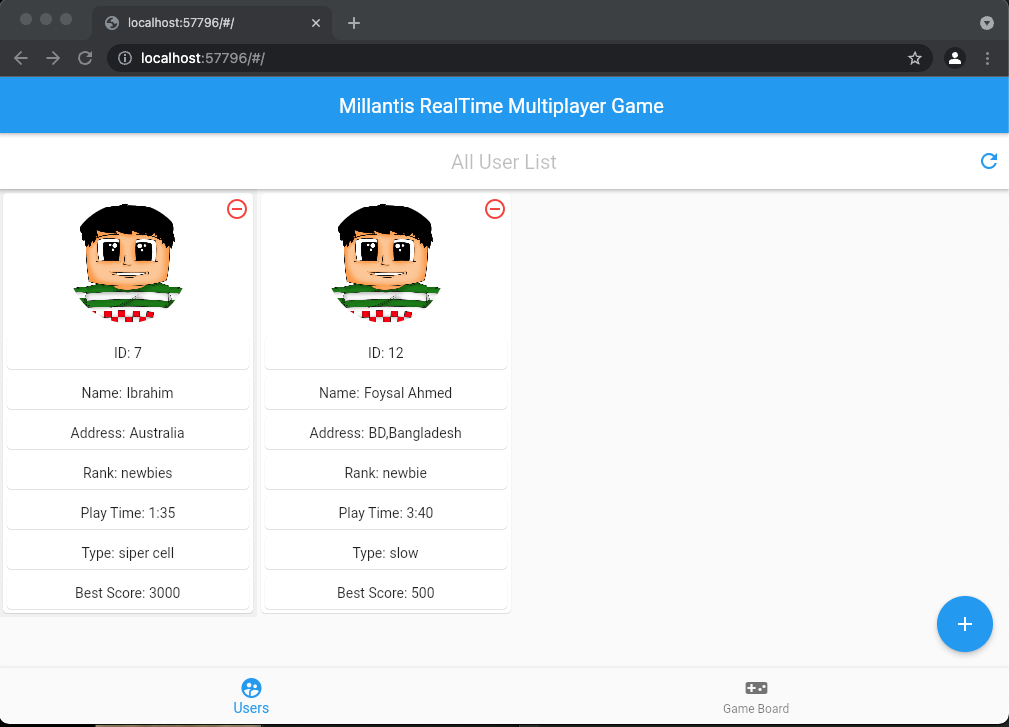 localhost:57796/#/
localhost:57796/#/
Millantis RealTime Multiplayer Game
All User List
ID: 7
Name: Ibrahim
Address: Australia
Rank: newbies
Play Time: 1:35
Type: siper cell
Best Score: 3000
ID: 12
Name: Foysal Ahmed
Address: BD,Bangladesh
Rank: newbie
Play Time: 3:40
Type: slow
Best Score: 500
Users
Game Board